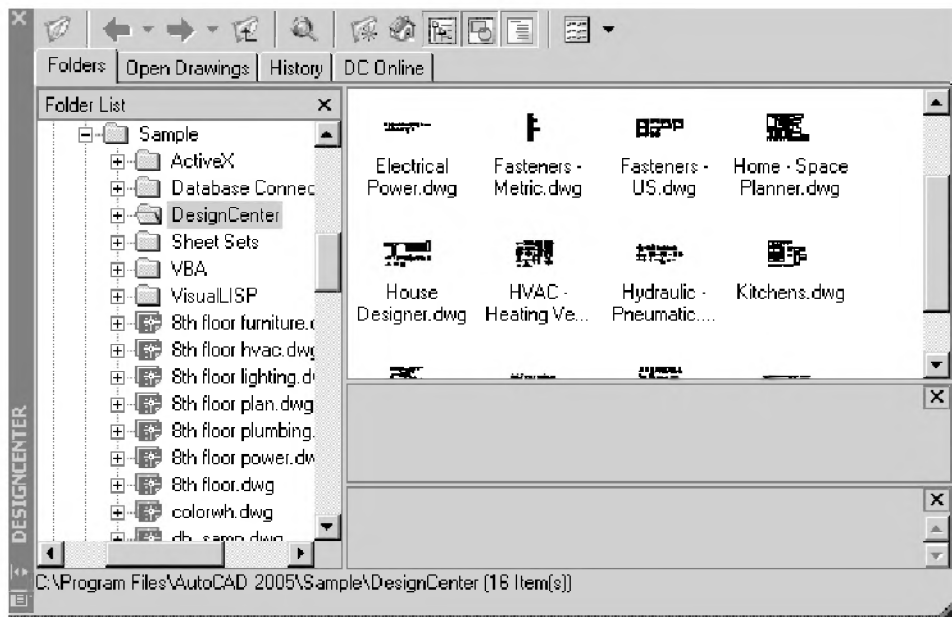 Folders
Open Drawings
History
DC Online
Folder List
Sample
ActiveX
Database Connec
DesignCenter
Sheet Sets
VBA
VisualLISP
8th floor furniture.
8th floor hvac.dwg
8th floor lighting.d
8th floor plan.dwg
8th floor plumbing.
8th floor power.dw
8th floor.dwg
colorwh.dwg
db_samp.dwg
Electrical
Power.dwg
Fasteners -
Metric.dwg
Fasteners -
US.dwg
Home - Space
Planner.dwg
House
Designer.dwg
HVAC -
Heating Ve...
Hydraulic -
Pneumatic....
Kitchens.dwg
DESIGNCENTER
C:\Program Files\AutoCAD 2005\Sample\DesignCenter (16 Item(s))